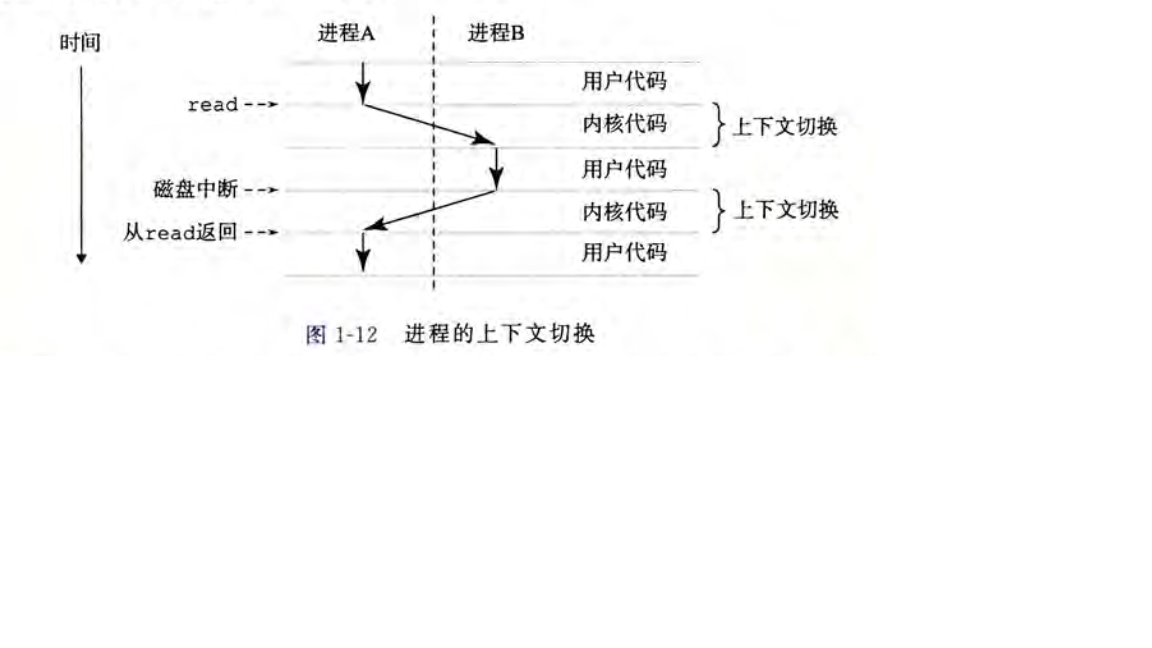 进程A 进程B
时间
用户代码
read
内核代码
上下文切换
用户代码
磁盘中断
内核代码
上下文切换
从read返回
用户代码
图 1-12 进程的上下文切换